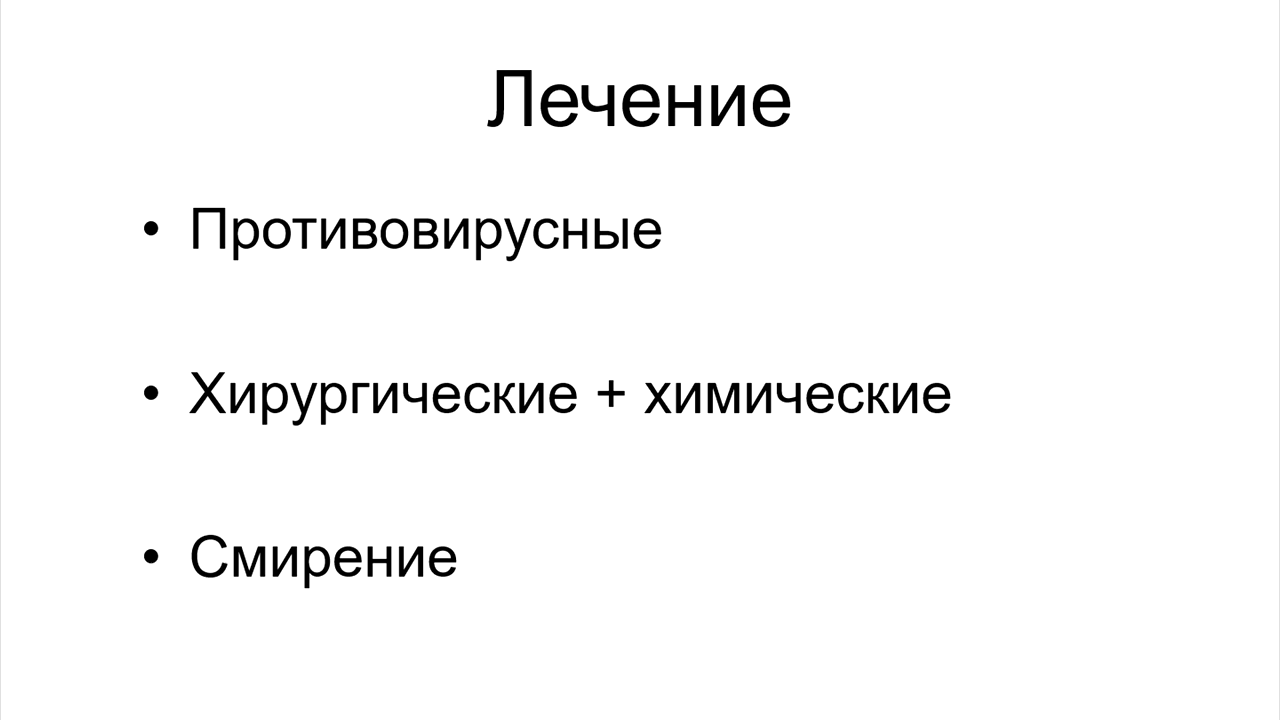 Лечение
• Противовирусные
• Хирургические + химические
• Смирение